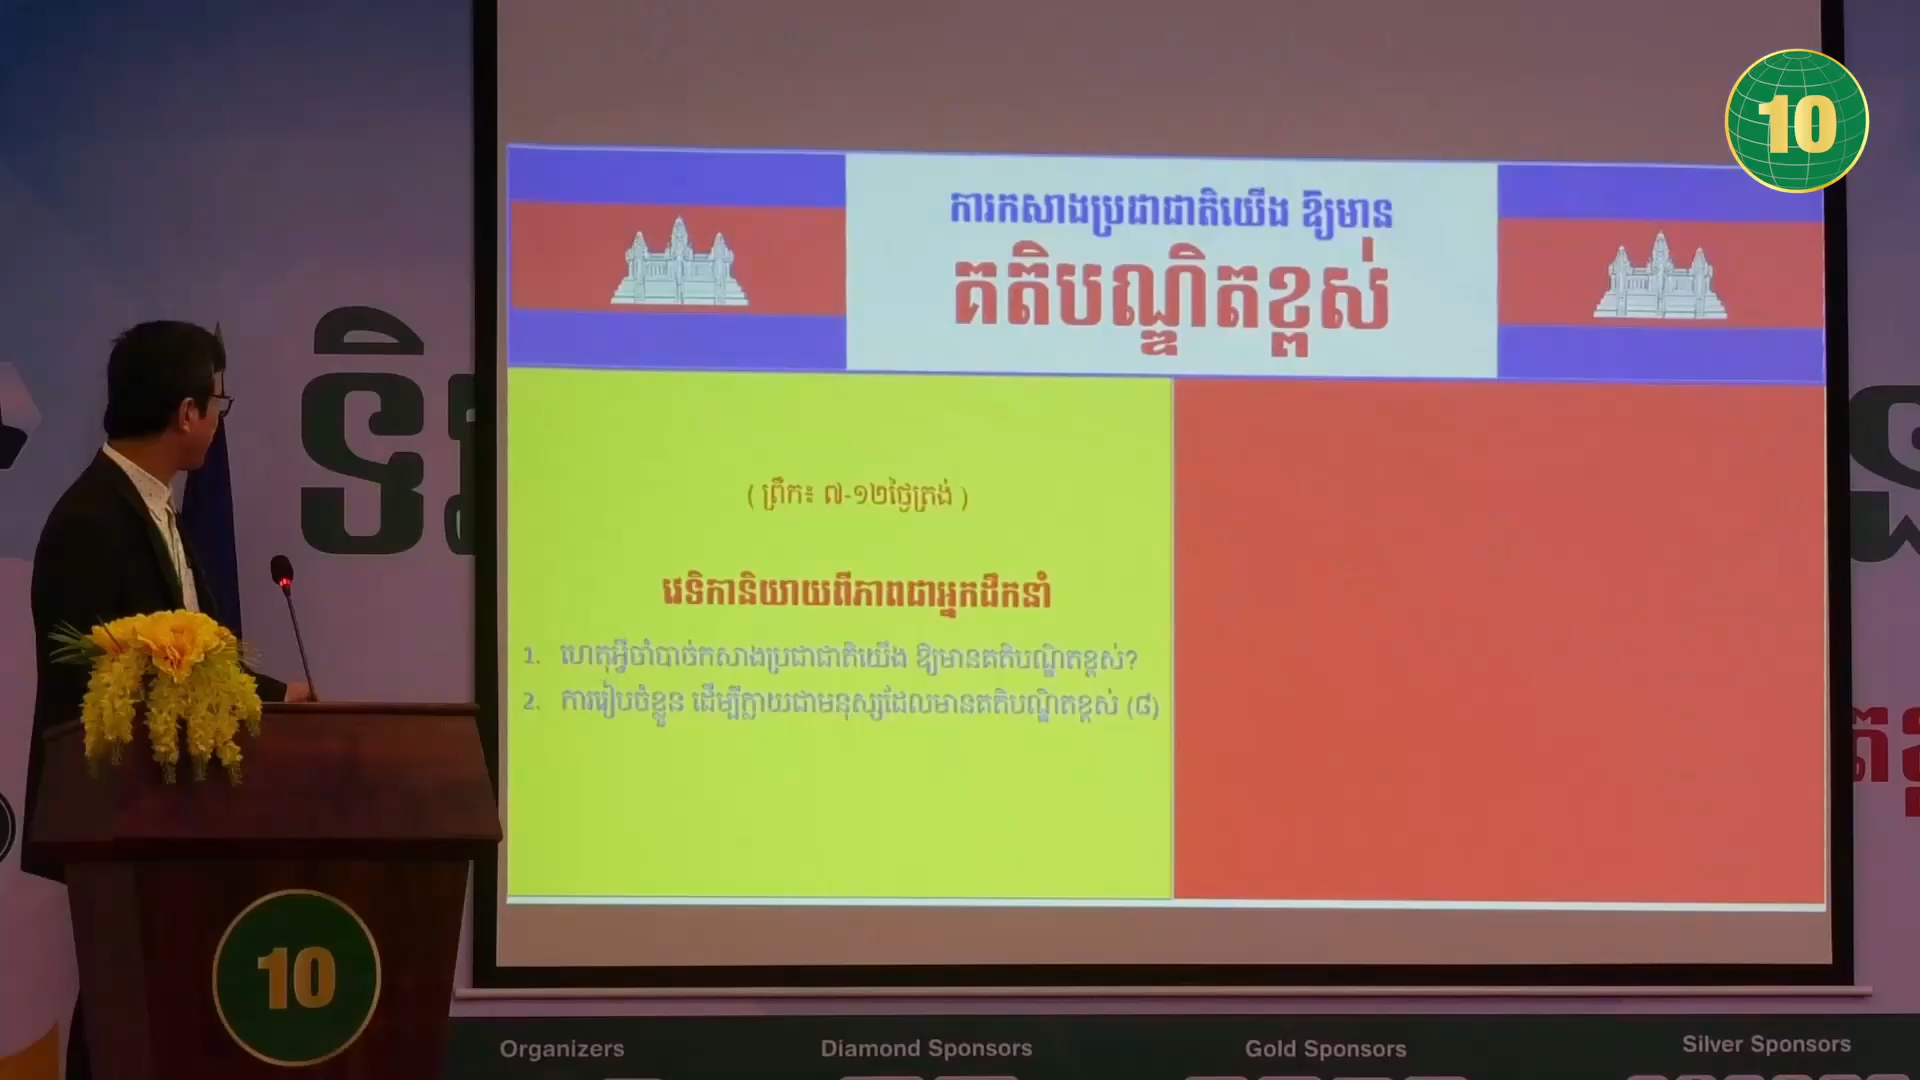 10
ការកសាងប្រជាជាតិយើង ឱ្យមាន
គតិបណ្ឌិតខ្ពស់
( ព្រឹក៖ ៧-១២ថ្ងៃត្រង់ )
វេទិកានិយាយពីភាពជាអ្នកដឹកនាំ
1. ហេតុអ្វីចាំបាច់កសាងប្រជាជាតិយើង ឱ្យមានគតិបណ្ឌិតខ្ពស់?
2. ការរៀបចំខ្លួន ដើម្បីក្លាយជាមនុស្សដែលមានគតិបណ្ឌិតខ្ពស់ (៨)
10
Organizers
Diamond Sponsors
Gold Sponsors
Silver Sponsors